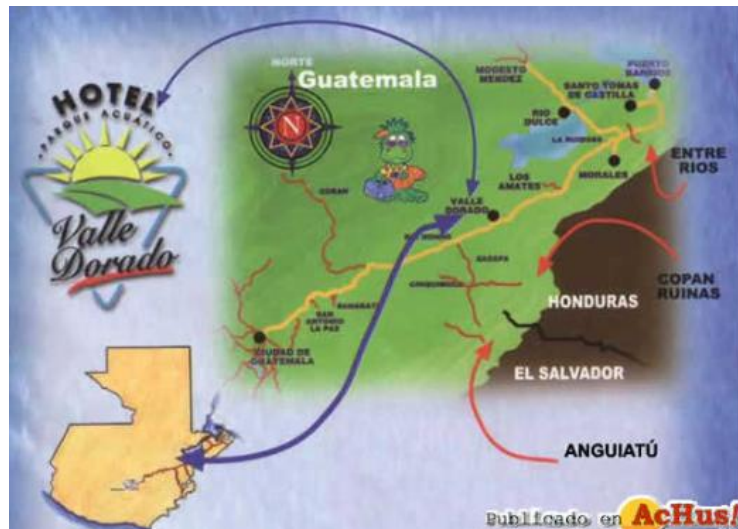 HOTEL
•PARQUE ACUÁTICO•
Valle
Dorado
NORTE
Guatemala
N
MODESTO
MENDEZ
PUERTO
BARRIOS
SANTO TOMAS
DE CASTILLA
RIO
DULCE
LA RUIDOSA
ENTRE
RIOS
MORALES
LOS
AMATES
VALLE
DORADO
COBAN
RIO HONDO
ZACAPA
CHIQUIMULA
COPAN
RUINAS
HONDURAS
SANARATE
SAN
ANTONIO
LA PAZ
CIUDAD DE
GUATEMALA
EL SALVADOR
ANGUIATÚ
Publicado en AcHus!